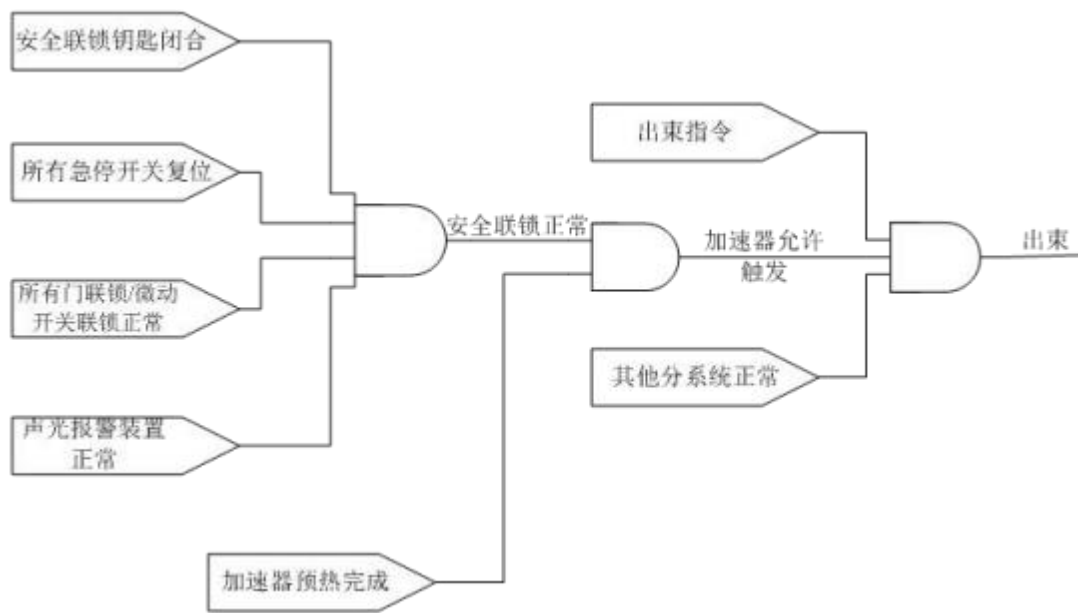 安全联锁钥匙闭合
所有急停开关复位
所有门联锁/微动
开关联锁正常
声光报警装置
正常
加速器预热完成
安全联锁正常
出束指令
加速器允许
触发
其他分系统正常
出束